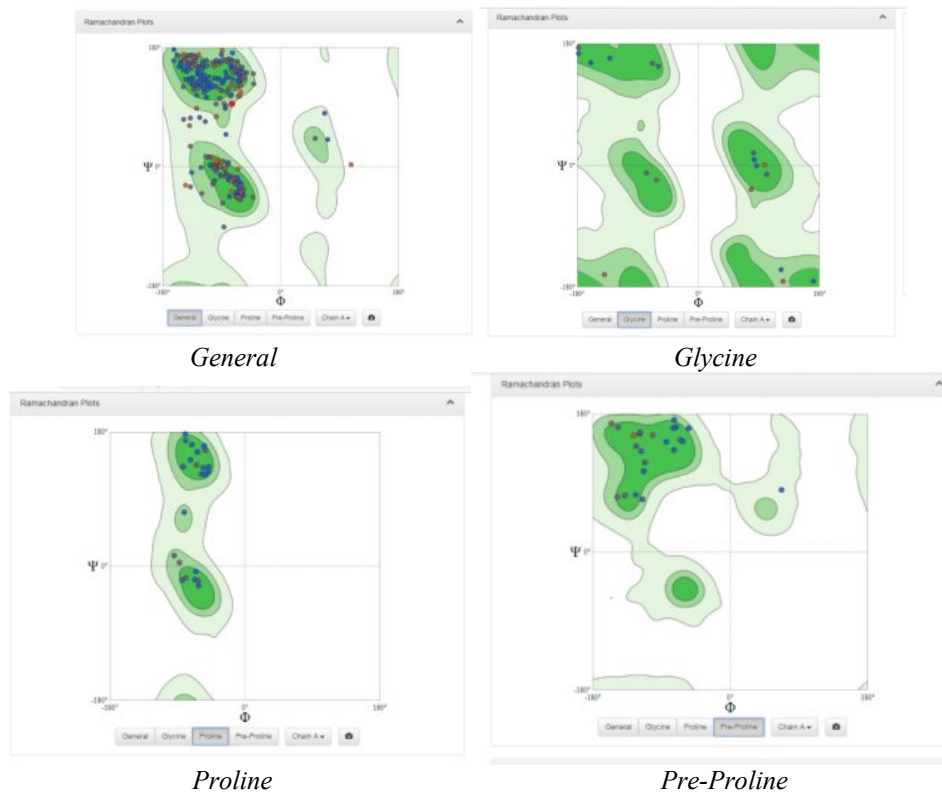 Ramachandran Plots
180°
Ψ 0°
-180°
-180° 0° 180°
Φ
General Glycine Proline Pre-Proline Chain A
General
Ramachandran Plots
180°
Ψ 0°
-180°
-180° 0° 180°
Φ
General Glycine Proline Pre-Proline Chain A
Glycine
Ramachandran Plots
180°
Ψ 0°
-180°
-180° 0° 180°
Φ
General Glycine Proline Pre-Proline Chain A
Proline
Ramachandran Plots
180°
Ψ 0°
-180°
-180° 0° 180°
Φ
General Glycine Proline Pre-Proline Chain A
Pre-Proline